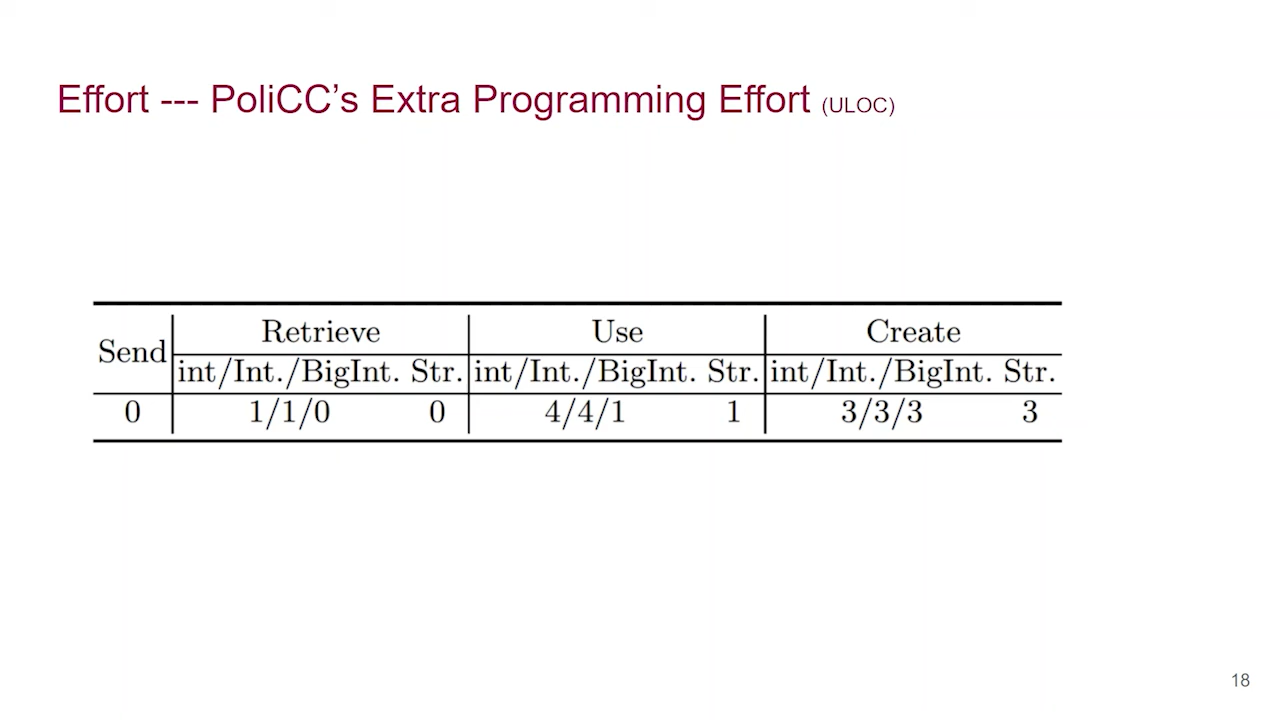 Effort --- PoliCC’s Extra Programming Effort (ULOC)
Send Retrieve Use Create
int/Int./BigInt. Str. int/Int./BigInt. Str. int/Int./BigInt. Str.
0 1/1/0 0 4/4/1 1 3/3/3 3
18